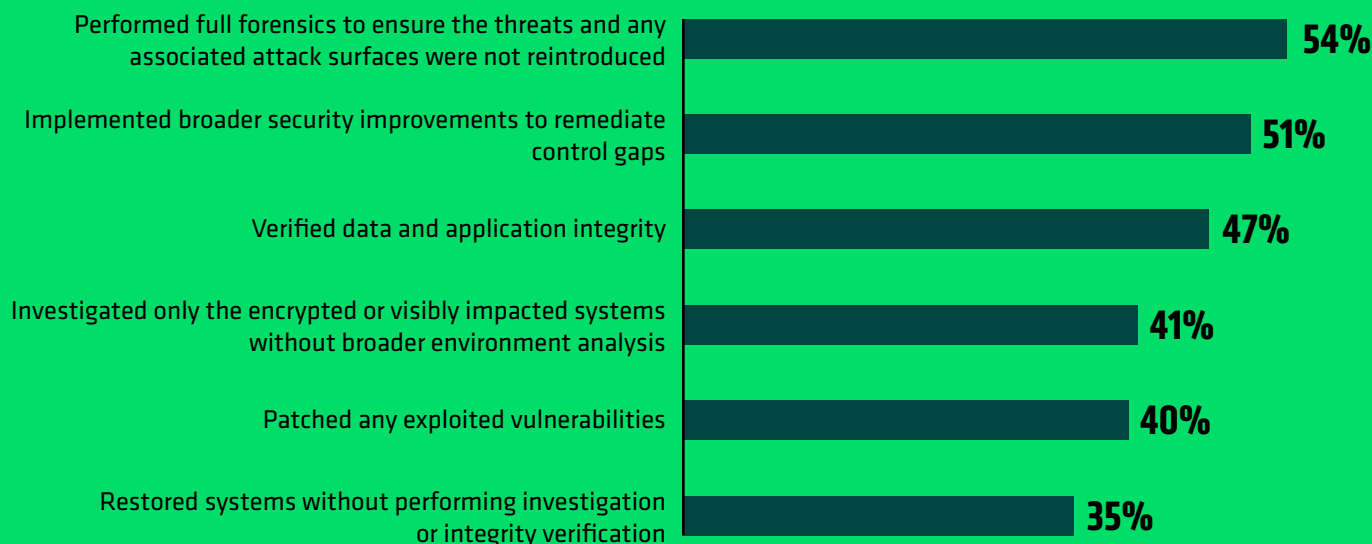 Performed full forensics to ensure the threats and any
associated attack surfaces were not reintroduced
54%
Implemented broader security improvements to remediate
control gaps
51%
Verified data and application integrity
47%
Investigated only the encrypted or visibly impacted systems
without broader environment analysis
41%
Patched any exploited vulnerabilities
40%
Restored systems without performing investigation
or integrity verification
35%